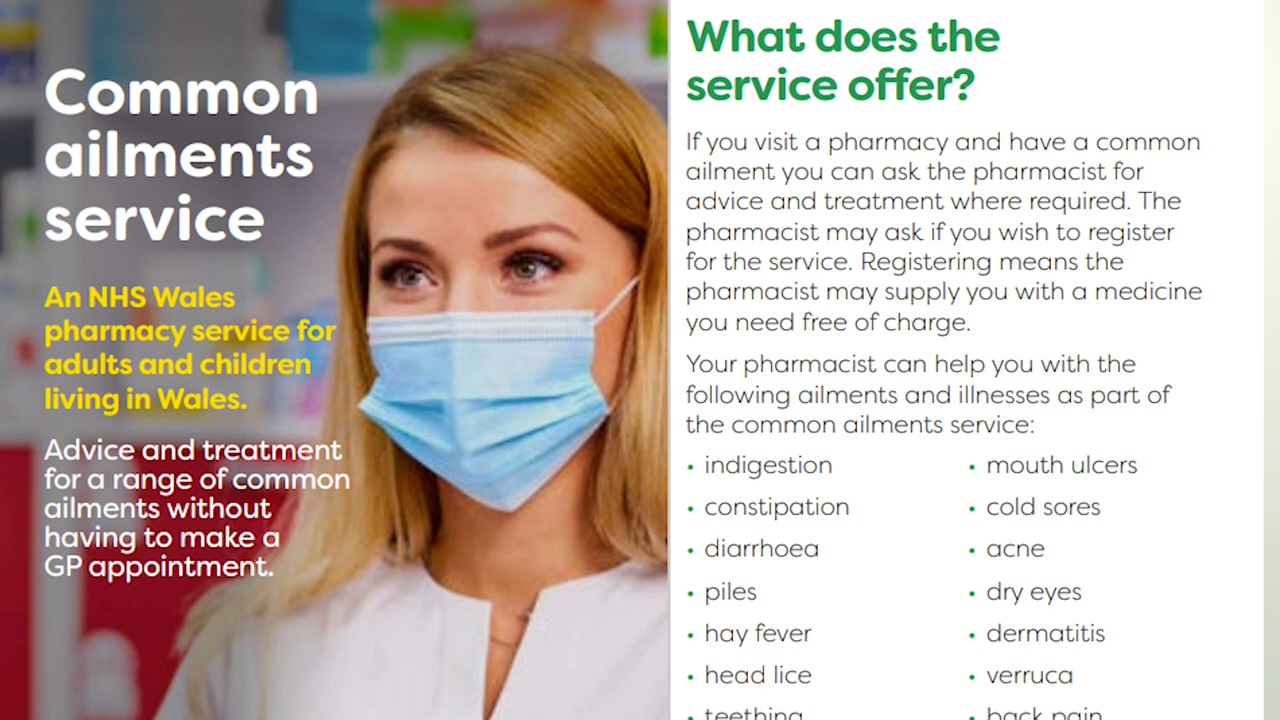 Common
ailments
service
An NHS Wales
pharmacy service for
adults and children
living in Wales.
Advice and treatment
for a range of common
ailments without
having to make a
GP appointment.
What does the
service offer?
If you visit a pharmacy and have a common
ailment you can ask the pharmacist for
advice and treatment where required. The
pharmacist may ask if you wish to register
for the service. Registering means the
pharmacist may supply you with a medicine
you need free of charge.
Your pharmacist can help you with the
following ailments and illnesses as part of
the common ailments service:
• indigestion
• constipation
• diarrhoea
• piles
• hay fever
• head lice
• teething
• mouth ulcers
• cold sores
• acne
• dry eyes
• dermatitis
• verruca
• back pain